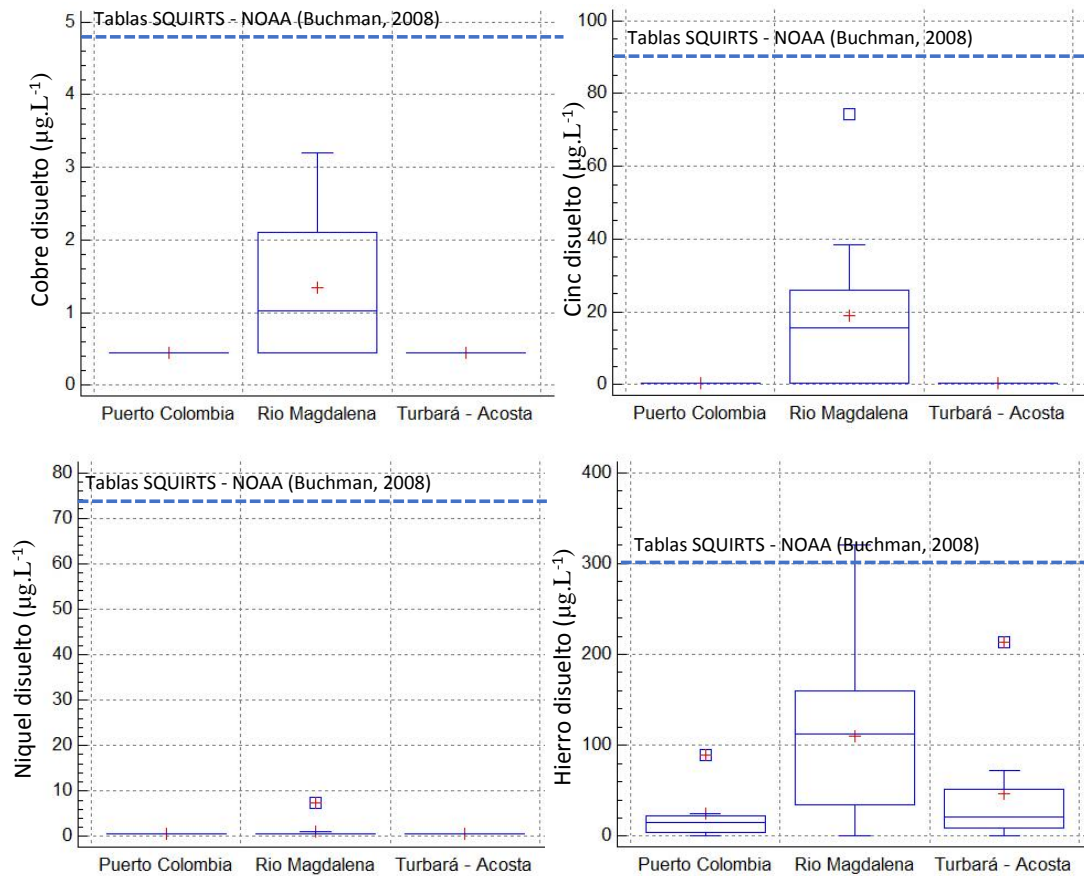 Tablas SQUIRTS - NOAA (Buchman, 2008)
Cobre disuelto (µg.L-1)
5
4
3
2
1
0
Puerto Colombia
Rio Magdalena
Turbará - Acosta
Tablas SQUIRTS - NOAA (Buchman, 2008)
Cinc disuelto (µg.L-1)
100
80
60
40
20
0
Puerto Colombia
Rio Magdalena
Turbará - Acosta
Tablas SQUIRTS - NOAA (Buchman, 2008)
Niquel disuelto (µg.L-1)
80
70
60
50
40
30
20
10
0
Puerto Colombia
Rio Magdalena
Turbará - Acosta
Tablas SQUIRTS - NOAA (Buchman, 2008)
Hierro disuelto (µg.L-1)
400
300
200
100
0
Puerto Colombia
Rio Magdalena
Turbará - Acosta